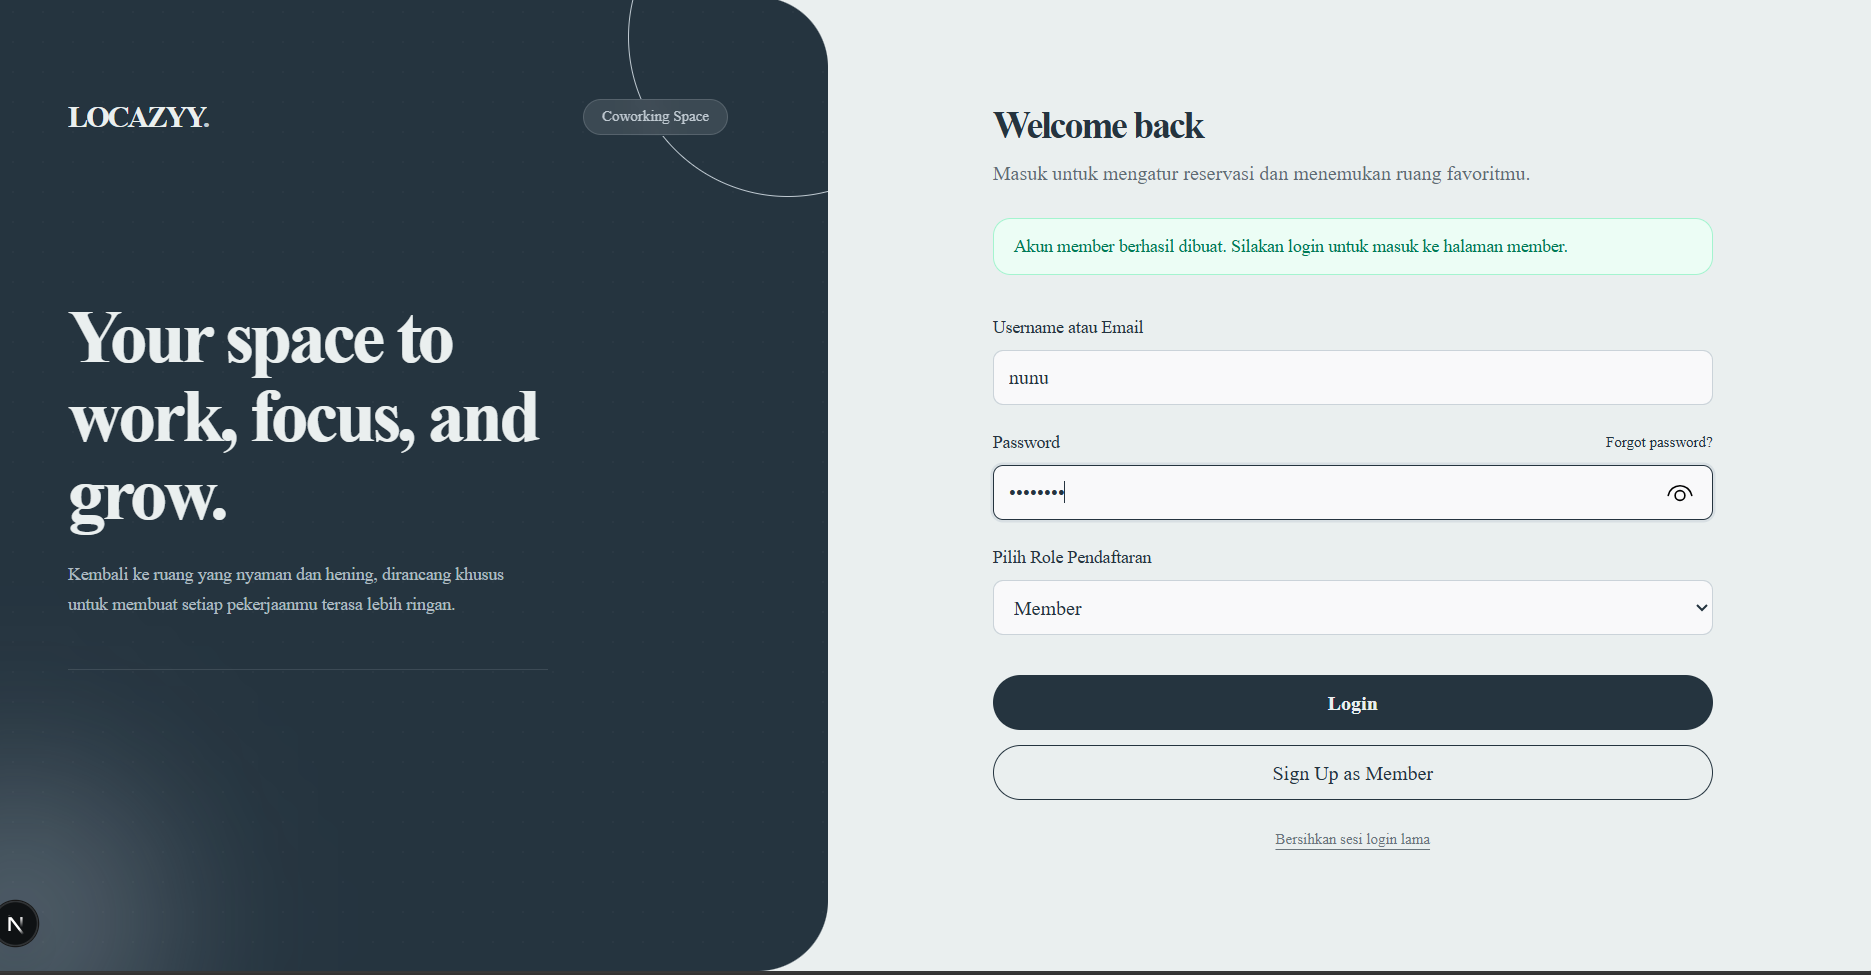 LOCAZYY.
Coworking Space
Your space to
work, focus, and
grow.
Kembali ke ruang yang nyaman dan hening, dirancang khusus
untuk membuat setiap pekerjaanmu terasa lebih ringan.
N
Welcome back
Masuk untuk mengatur reservasi dan menemukan ruang favoritmu.
Akun member berhasil dibuat. Silakan login untuk masuk ke halaman member.
Username atau Email
nunu
Password
Forgot password?
••••••••
Pilih Role Pendaftaran
Member
Login
Sign Up as Member
Bersihkan sesi login lama